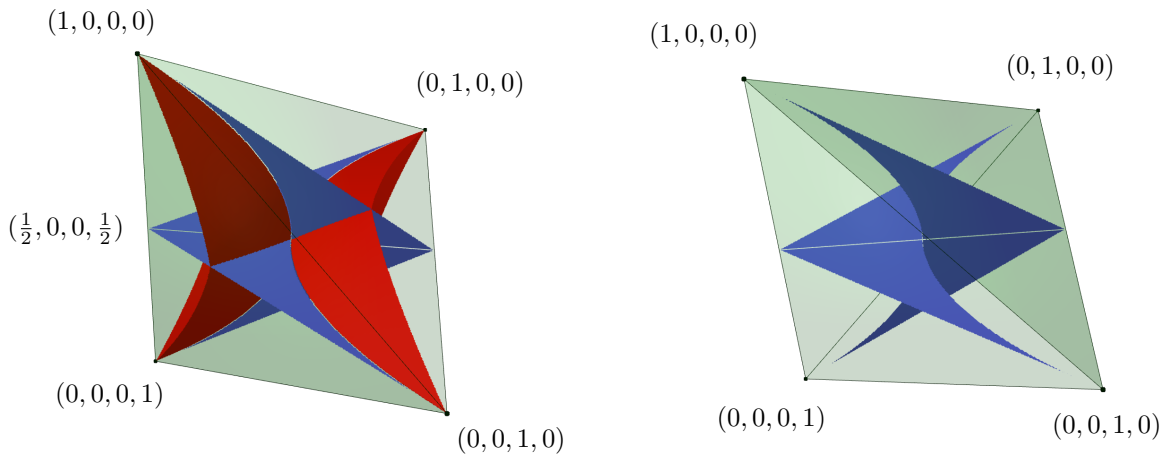 (1, 0, 0, 0)
(0, 1, 0, 0)
(1/2, 0, 0, 1/2)
(0, 0, 0, 1)
(0, 0, 1, 0)
(1, 0, 0, 0)
(0, 1, 0, 0)
(0, 0, 0, 1)
(0, 0, 1, 0)